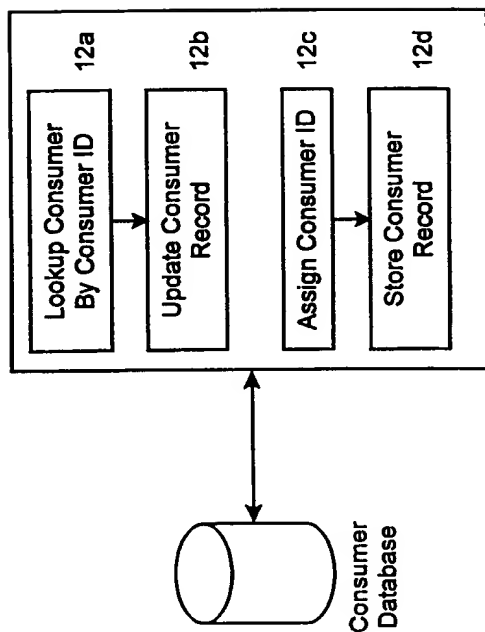 Lookup Consumer
By Consumer ID
12a
Update Consumer
Record
12b
Assign Consumer ID
12c
Store Consumer
Record
12d
Consumer
Database